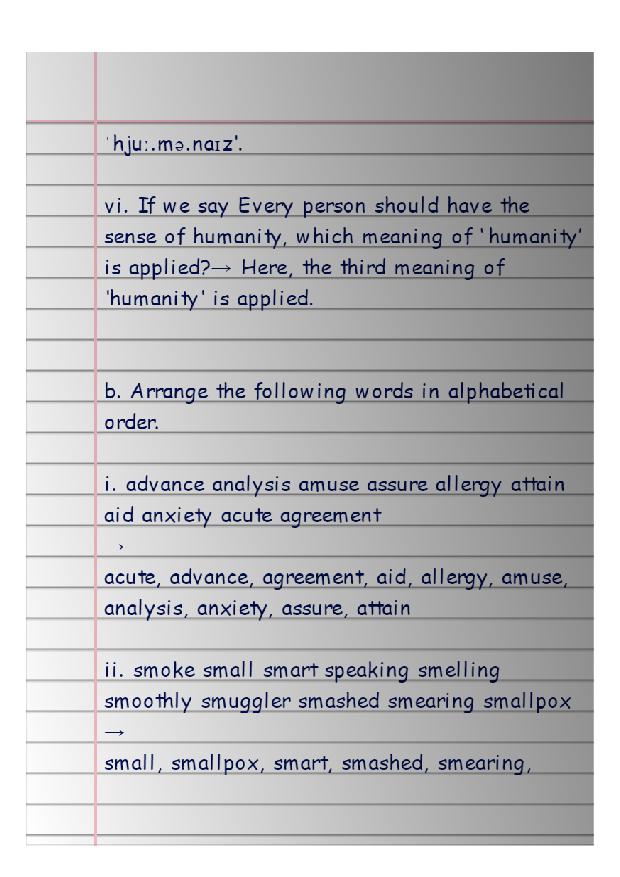 ˈhjuː.mə.naɪz'.
vi. If we say Every person should have the
sense of humanity, which meaning of 'humanity'
is applied?→ Here, the third meaning of
'humanity' is applied.
b. Arrange the following words in alphabetical
order.
i. advance analysis amuse assure allergy attain
aid anxiety acute agreement
→
acute, advance, agreement, aid, allergy, amuse,
analysis, anxiety, assure, attain
ii. smoke small smart speaking smelling
smoothly smuggler smashed smearing smallpox
→
small, smallpox, smart, smashed, smearing,